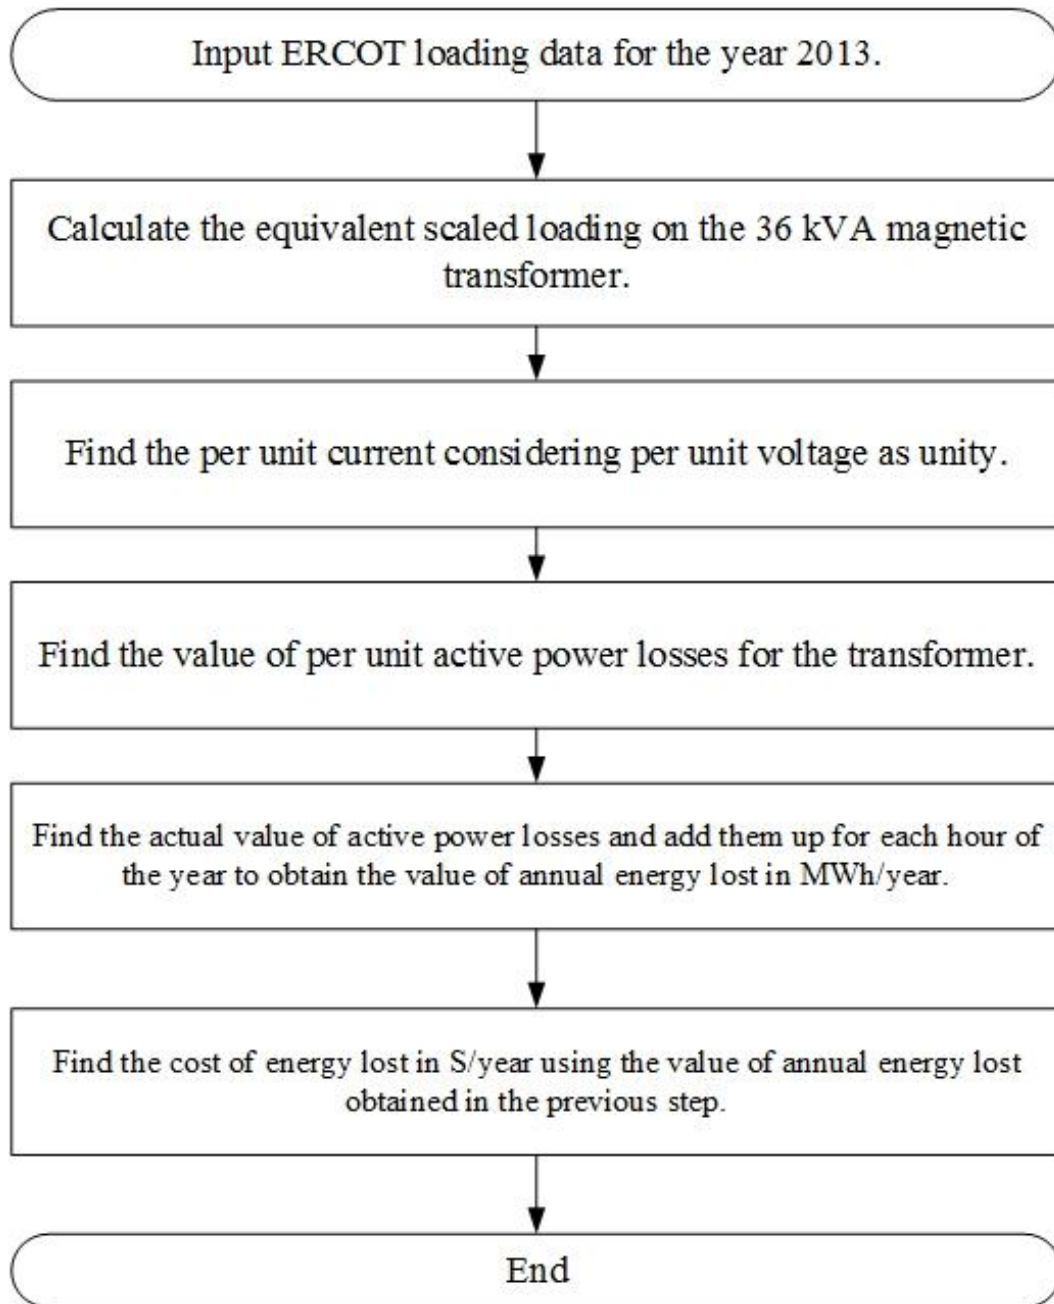 Input ERCOT loading data for the year 2013.
Calculate the equivalent scaled loading on the 36 kVA magnetic
transformer.
Find the per unit current considering per unit voltage as unity.
Find the value of per unit active power losses for the transformer.
Find the actual value of active power losses and add them up for each hour of
the year to obtain the value of annual energy lost in MWh/year.
Find the cost of energy lost in S/year using the value of annual energy lost
obtained in the previous step.
End